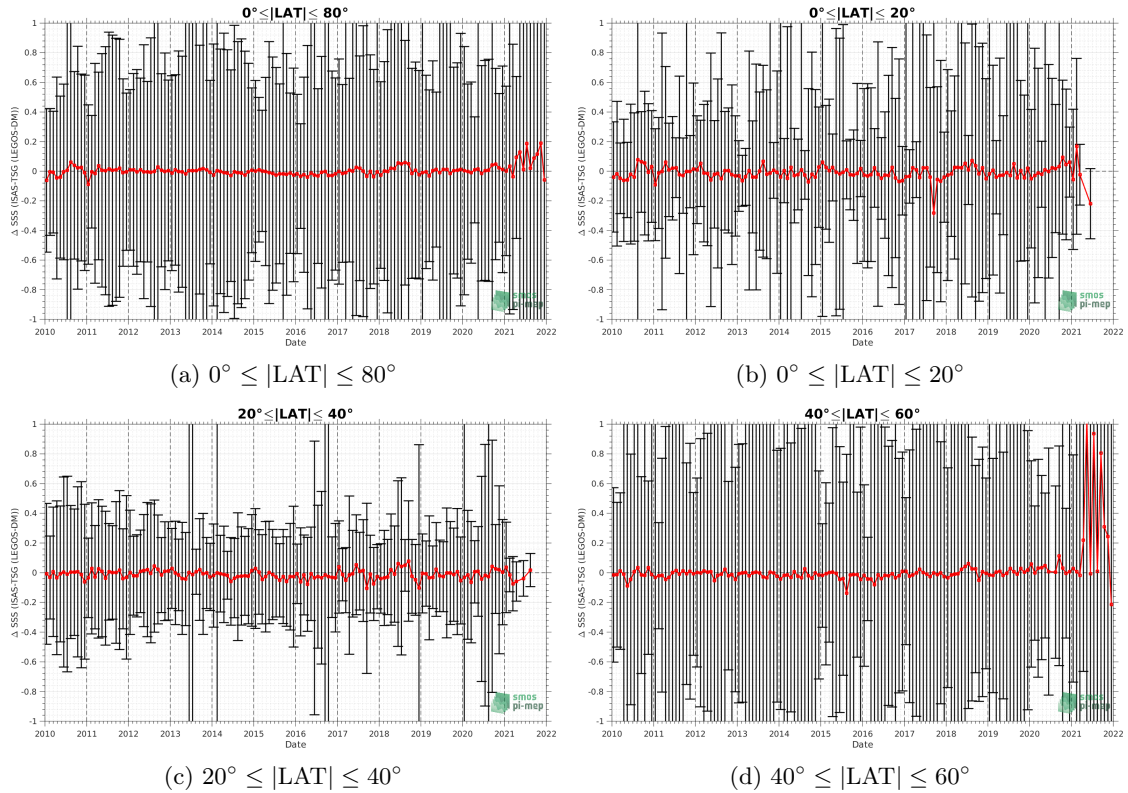 0°≤|LAT|≤ 80°
Δ SSS (ISAS-TSG (LEGOS-DM))
1
0.8
0.6
0.4
0.2
0
-0.2
-0.4
-0.6
-0.8
-1
2010 2011 2012 2013 2014 2015 2016 2017 2018 2019 2020 2021 2022
Date
smos
pi-mep
(a) 0° ≤ |LAT| ≤ 80°
0°≤|LAT|≤ 20°
Δ SSS (ISAS-TSG (LEGOS-DM))
1
0.8
0.6
0.4
0.2
0
-0.2
-0.4
-0.6
-0.8
-1
2010 2011 2012 2013 2014 2015 2016 2017 2018 2019 2020 2021 2022
Date
smos
pi-mep
(b) 0° ≤ |LAT| ≤ 20°
20°≤|LAT|≤ 40°
Δ SSS (ISAS-TSG (LEGOS-DM))
1
0.8
0.6
0.4
0.2
0
-0.2
-0.4
-0.6
-0.8
-1
2010 2011 2012 2013 2014 2015 2016 2017 2018 2019 2020 2021 2022
Date
smos
pi-mep
(c) 20° ≤ |LAT| ≤ 40°
40°≤|LAT|≤ 60°
Δ SSS (ISAS-TSG (LEGOS-DM))
1
0.8
0.6
0.4
0.2
0
-0.2
-0.4
-0.6
-0.8
-1
2010 2011 2012 2013 2014 2015 2016 2017 2018 2019 2020 2021 2022
Date
smos
pi-mep
(d) 40° ≤ |LAT| ≤ 60°